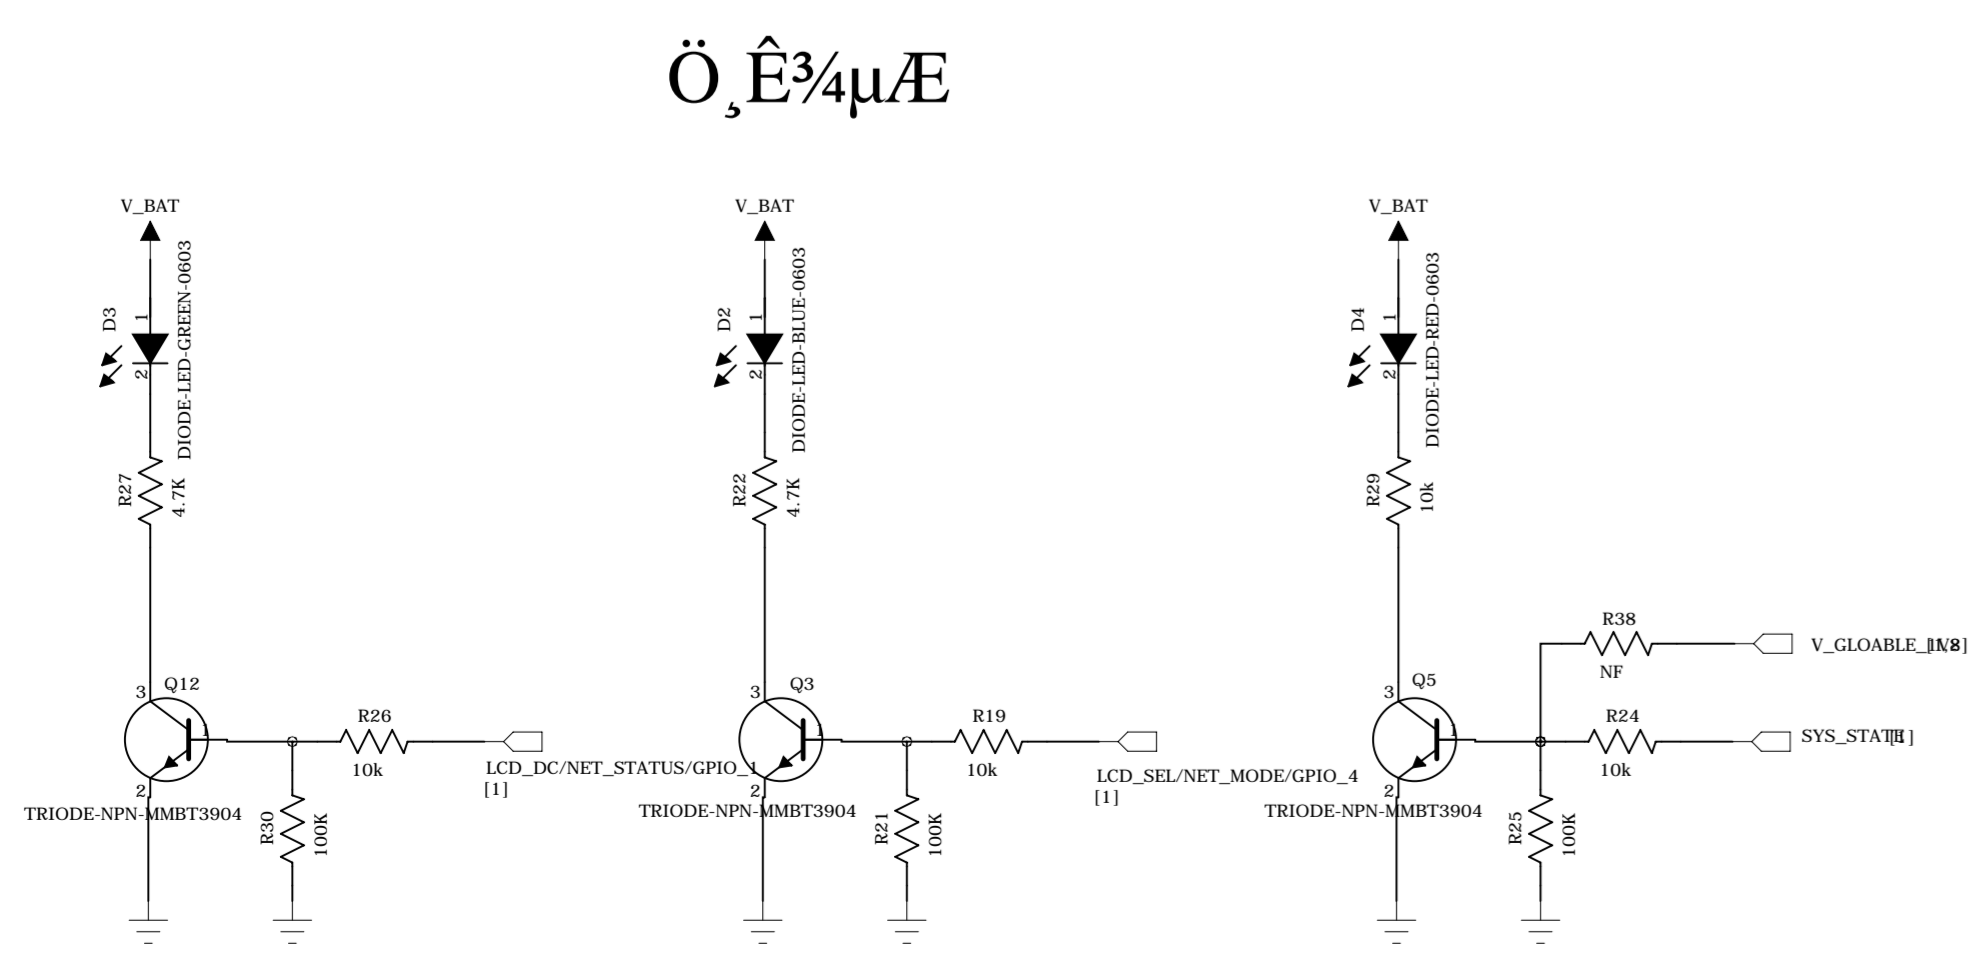 Ö¸Ê¾µÆ
V_BAT
D3
1
2
DIODE-LED-GREEN-0603
R27
4.7K
Q12
3
1
2
TRIODE-NPN-MMBT3904
R26
10k
R30
100K
LCD_DC/NET_STATUS/GPIO_1
[1]
V_BAT
D2
1
2
DIODE-LED-BLUE-0603
R22
4.7K
Q3
3
1
2
TRIODE-NPN-MMBT3904
R19
10k
R21
100K
LCD_SEL/NET_MODE/GPIO_4
[1]
V_BAT
D4
1
2
DIODE-LED-RED-0603
R29
10k
Q5
3
1
2
TRIODE-NPN-MMBT3904
R38
NF
V_GLOABLE_
R24
10k
SYS_STATE
R25
100K